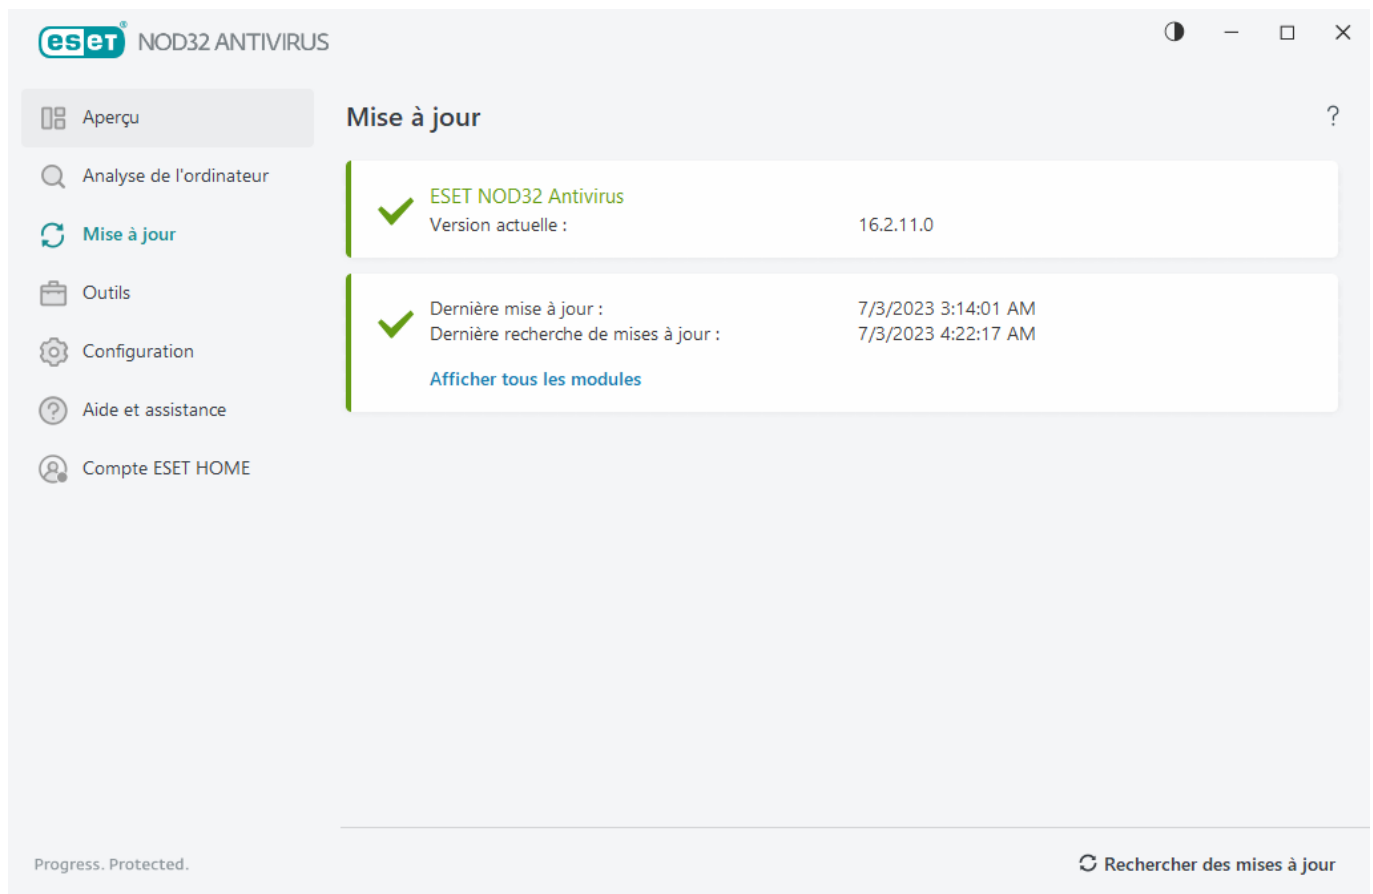 eset® NOD32 ANTIVIRUS
Aperçu
Analyse de l'ordinateur
Mise à jour
Outils
Configuration
Aide et assistance
Compte ESET HOME
Mise à jour
?
ESET NOD32 Antivirus
Version actuelle : 16.2.11.0
Dernière mise à jour : 7/3/2023 3:14:01 AM
Dernière recherche de mises à jour : 7/3/2023 4:22:17 AM
Afficher tous les modules
Progress. Protected.
Rechercher des mises à jour